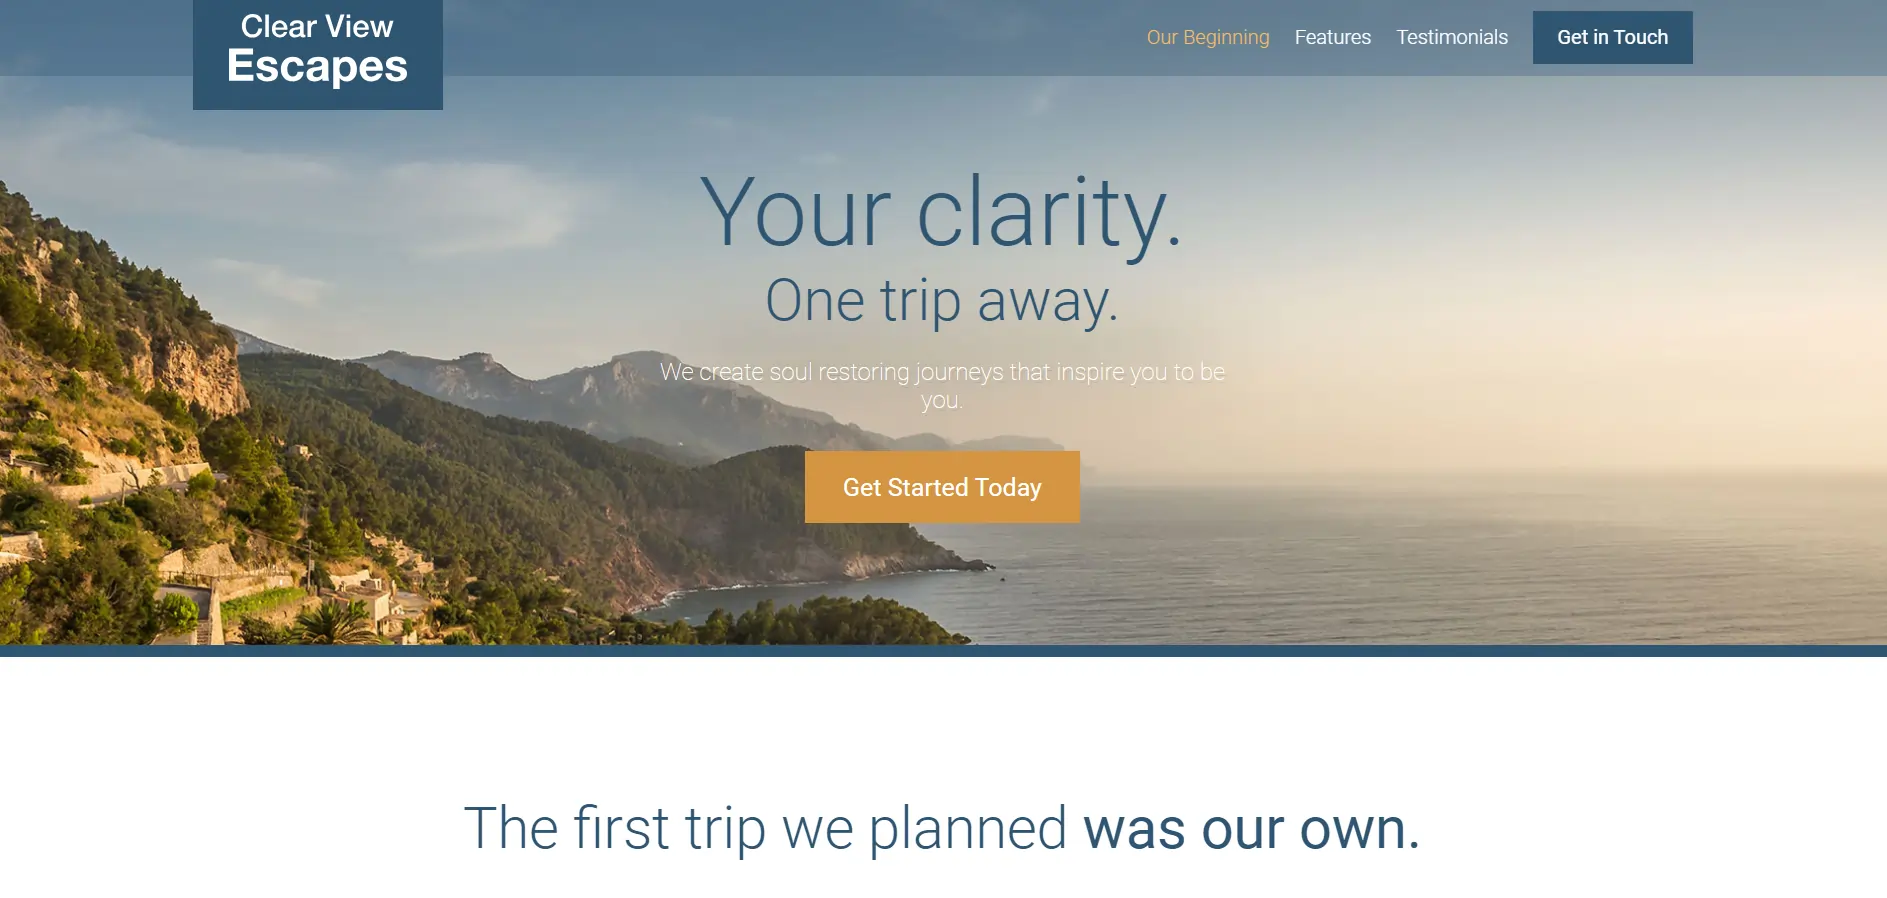 Clear View
Escapes
Our Beginning
Features
Testimonials
Get in Touch
Your clarity.
One trip away.
We create soul restoring journeys that inspire you to be
you.
Get Started Today
The first trip we planned was our own.